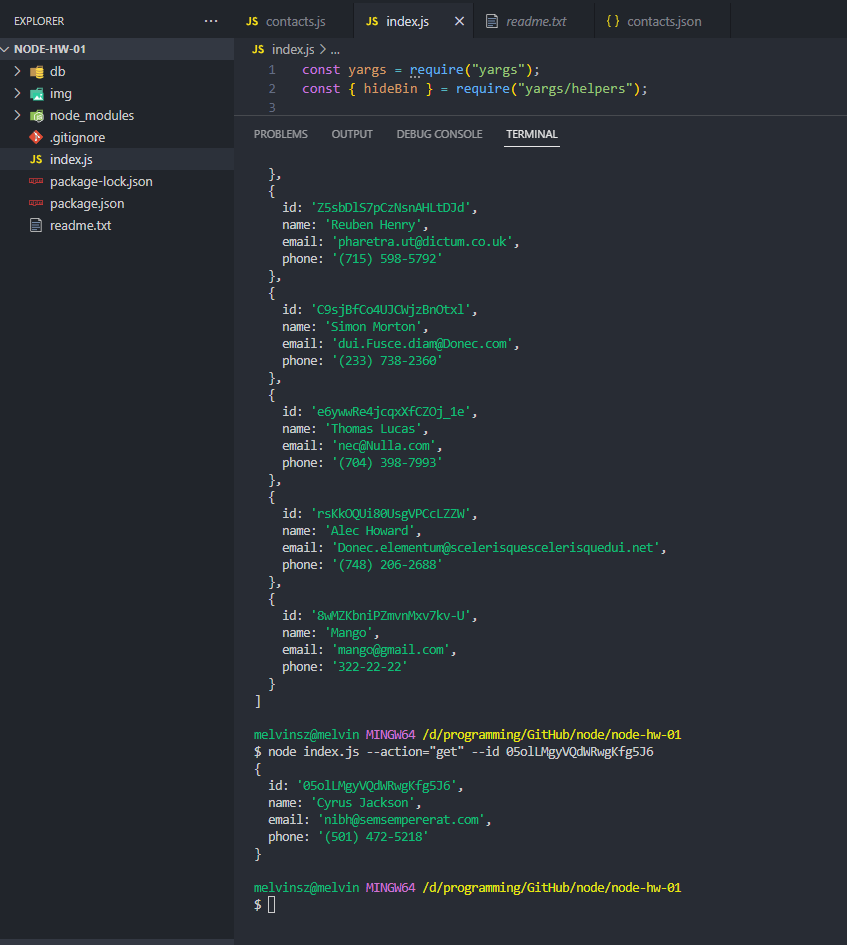 EXPLORER ...
NODE-HW-01
db
img
node_modules
.gitignore
JS index.js
package-lock.json
package.json
readme.txt
JS contacts.js JS index.js × readme.txt {} contacts.json
JS index.js > ...
1 const yargs = require("yargs");
2 const { hideBin } = require("yargs/helpers");
3
PROBLEMS OUTPUT DEBUG CONSOLE TERMINAL
},
{
id: 'Z5sbDlS7pCzNsnAHLtDJd',
name: 'Reuben Henry',
email: 'pharetra.ut@dictum.co.uk',
phone: '(715) 598-5792'
},
{
id: 'C9sjBfCo4UJCWjzBnOtxl',
name: 'Simon Morton',
email: 'dui.Fusce.diam@Donec.com',
phone: '(233) 738-2360'
},
{
id: 'e6ywwRe4jcqxXfCZOj_1e',
name: 'Thomas Lucas',
email: 'nec@Nulla.com',
phone: '(704) 398-7993'
},
{
id: 'rsKkOQUi80UsgVPCcLZZW',
name: 'Alec Howard',
email: 'Donec.elementum@scelerisquescelerisquedui.net',
phone: '(748) 206-2688'
},
{
id: '8wMZKbniPZmvnMxv7kv-U',
name: 'Mango',
email: 'mango@gmail.com',
phone: '322-22-22'
}
]
melvinsz@melvin MINGW64 /d/programming/GitHub/node/node-hw-01
$ node index.js --action="get" --id 05olLMgyVQdWRwgKfg5J6
{
id: '05olLMgyVQdWRwgKfg5J6',
name: 'Cyrus Jackson',
email: 'nibh@semsempererat.com',
phone: '(501) 472-5218'
}
melvinsz@melvin MINGW64 /d/programming/GitHub/node/node-hw-01
$